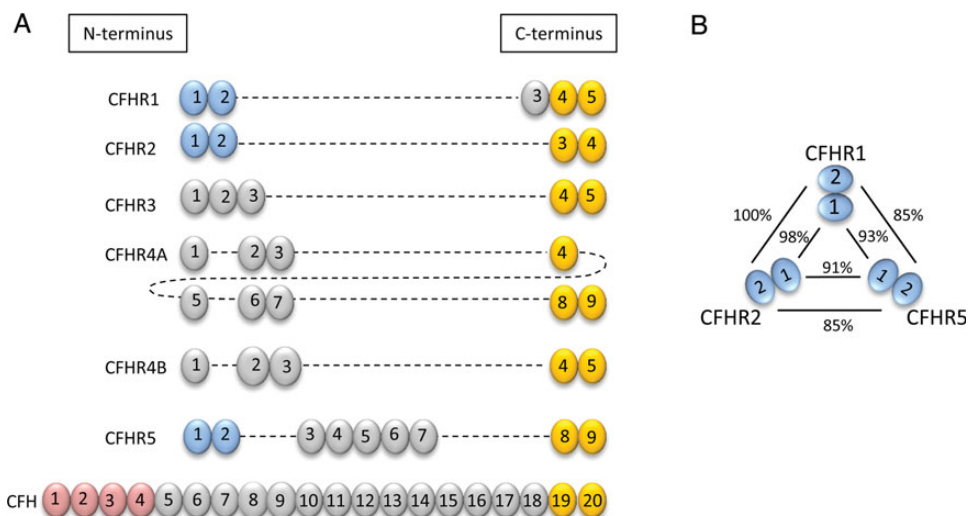 A
N-terminus
C-terminus
CFHR1
1 2 3 4 5
CFHR2
1 2 3 4
CFHR3
1 2 3 4 5
CFHR4A
1 2 3 4
5 6 7 8 9
CFHR4B
1 2 3 4 5
CFHR5
1 2 3 4 5 6 7 8 9
CFH
1 2 3 4 5 6 7 8 9 10 11 12 13 14 15 16 17 18 19 20
B
CFHR1
2
1
100% 85%
98% 93%
2 1 91% 1 2
CFHR2 85% CFHR5